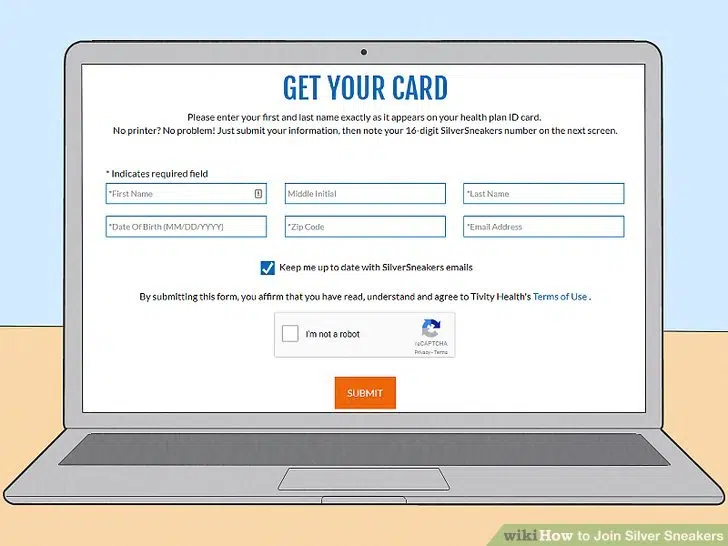 GET YOUR CARD
Please enter your first and last name exactly as it appears on your health plan ID card.
No printer? No problem! Just submit your information, then note your 16-digit SilverSneakers number on the next screen.
* Indicates required field
*First Name
Middle Initial
*Last Name
*Date Of Birth (MM/DD/YYYY)
*Zip Code
*Email Address
Keep me up to date with SilverSneakers emails
By submitting this form, you affirm that you have read, understand and agree to Tivity Health's Terms of Use .
I'm not a robot
reCAPTCHA
Privacy - Terms
SUBMIT
wikiHow to Join Silver Sneakers